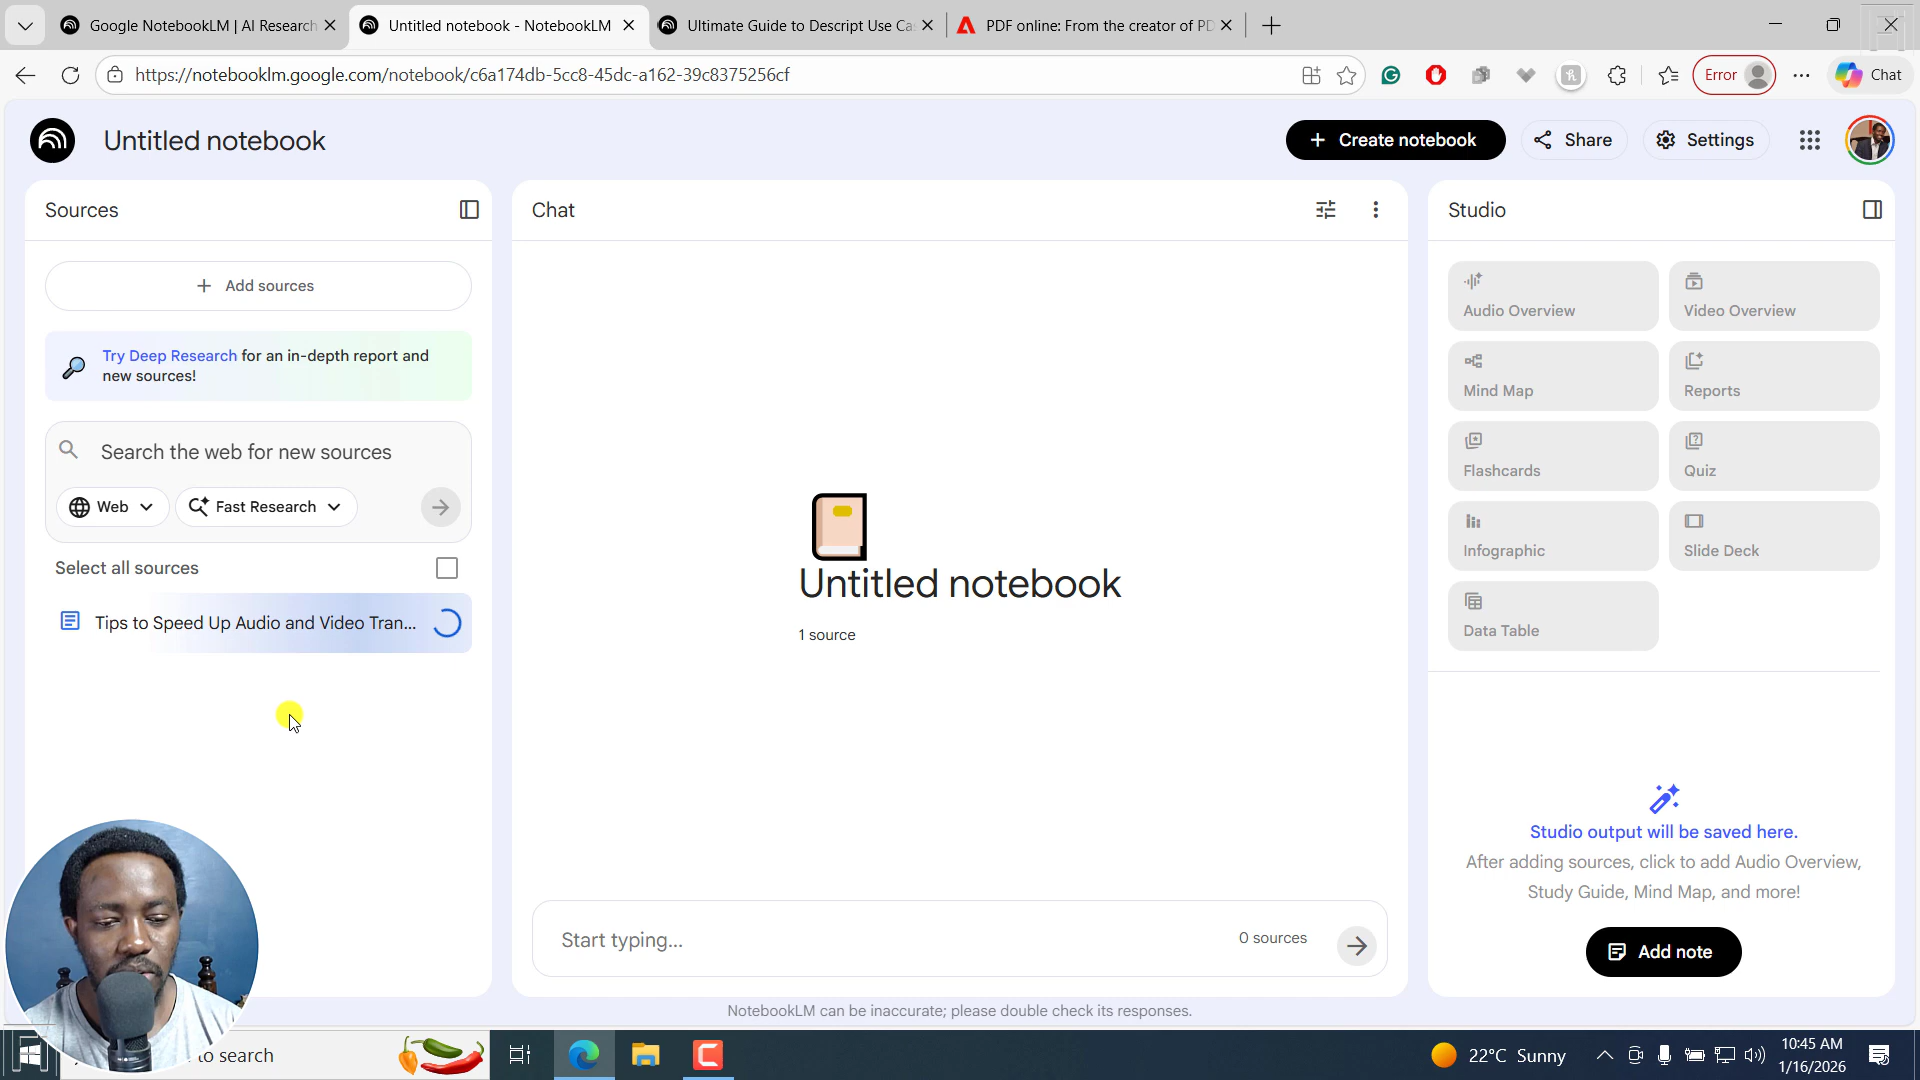 Google NotebookLM | AI Research
Untitled notebook - NotebookLM
Ultimate Guide to Descript Use Ca
PDF online: From the creator of PD
https://notebooklm.google.com/notebook/c6a174db-5cc8-45dc-a162-39c8375256cf
Error
Chat
Untitled notebook
Create notebook
Share
Settings
Sources
Chat
Studio
Add sources
Try Deep Research for an in-depth report and
new sources!
Search the web for new sources
Web
Fast Research
Select all sources
Tips to Speed Up Audio and Video Tran...
Untitled notebook
1 source
Start typing...
0 sources
NotebookLM can be inaccurate; please double check its responses.
Audio Overview
Video Overview
Mind Map
Reports
Flashcards
Quiz
Infographic
Slide Deck
Data Table
Studio output will be saved here.
After adding sources, click to add Audio Overview,
Study Guide, Mind Map, and more!
Add note
to search
22°C Sunny
10:45 AM
1/16/2026